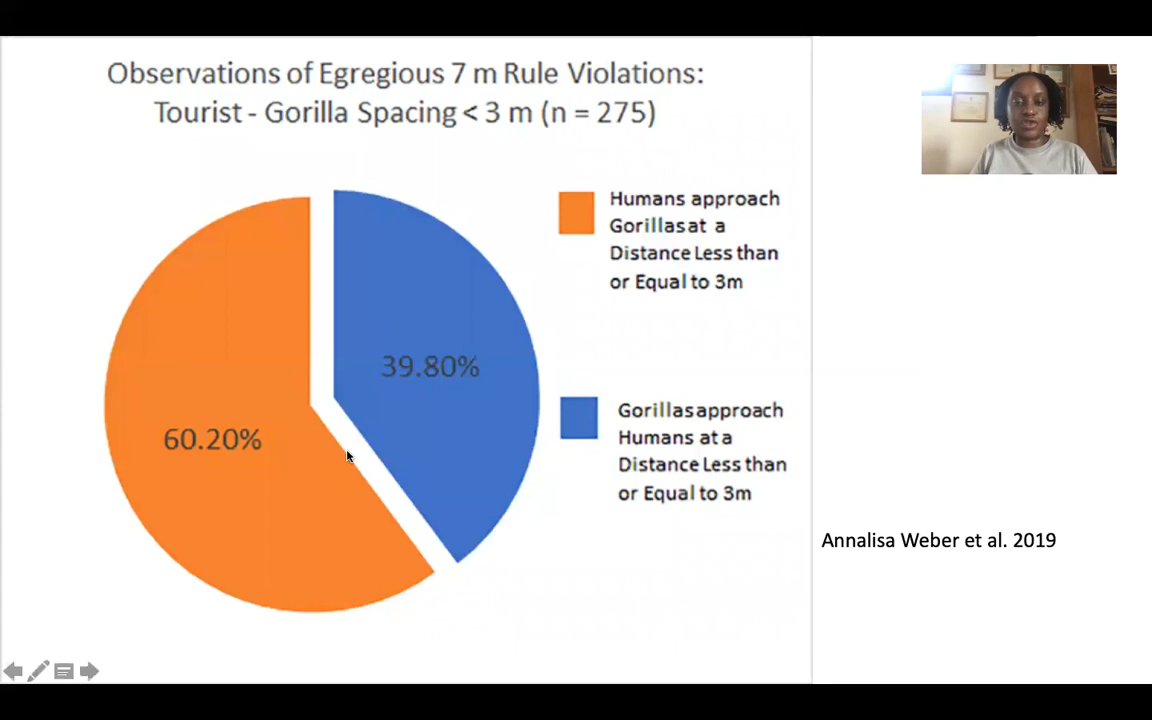 Observations of Egregious 7 m Rule Violations:
Tourist - Gorilla Spacing < 3 m (n = 275)
Humans approach
Gorillas at a
Distance Less than
or Equal to 3m
39.80%
60.20%
Gorillas approach
Humans at a
Distance Less than
or Equal to 3m
Annalisa Weber et al. 2019